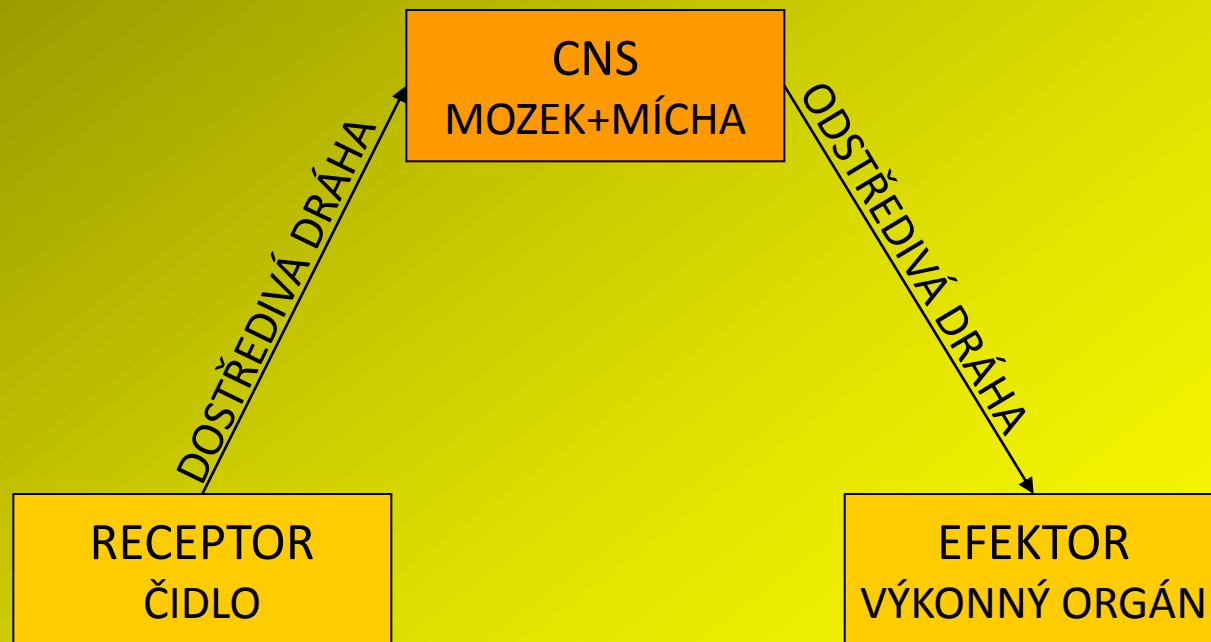 CNS
MOZEK+MÍCHA
DOSTŘEDIVÁ DRÁHA
ODSTŘEDIVÁ DRÁHA
RECEPTOR
ČIDLO
EFEKTOR
VÝKONNÝ ORGÁN